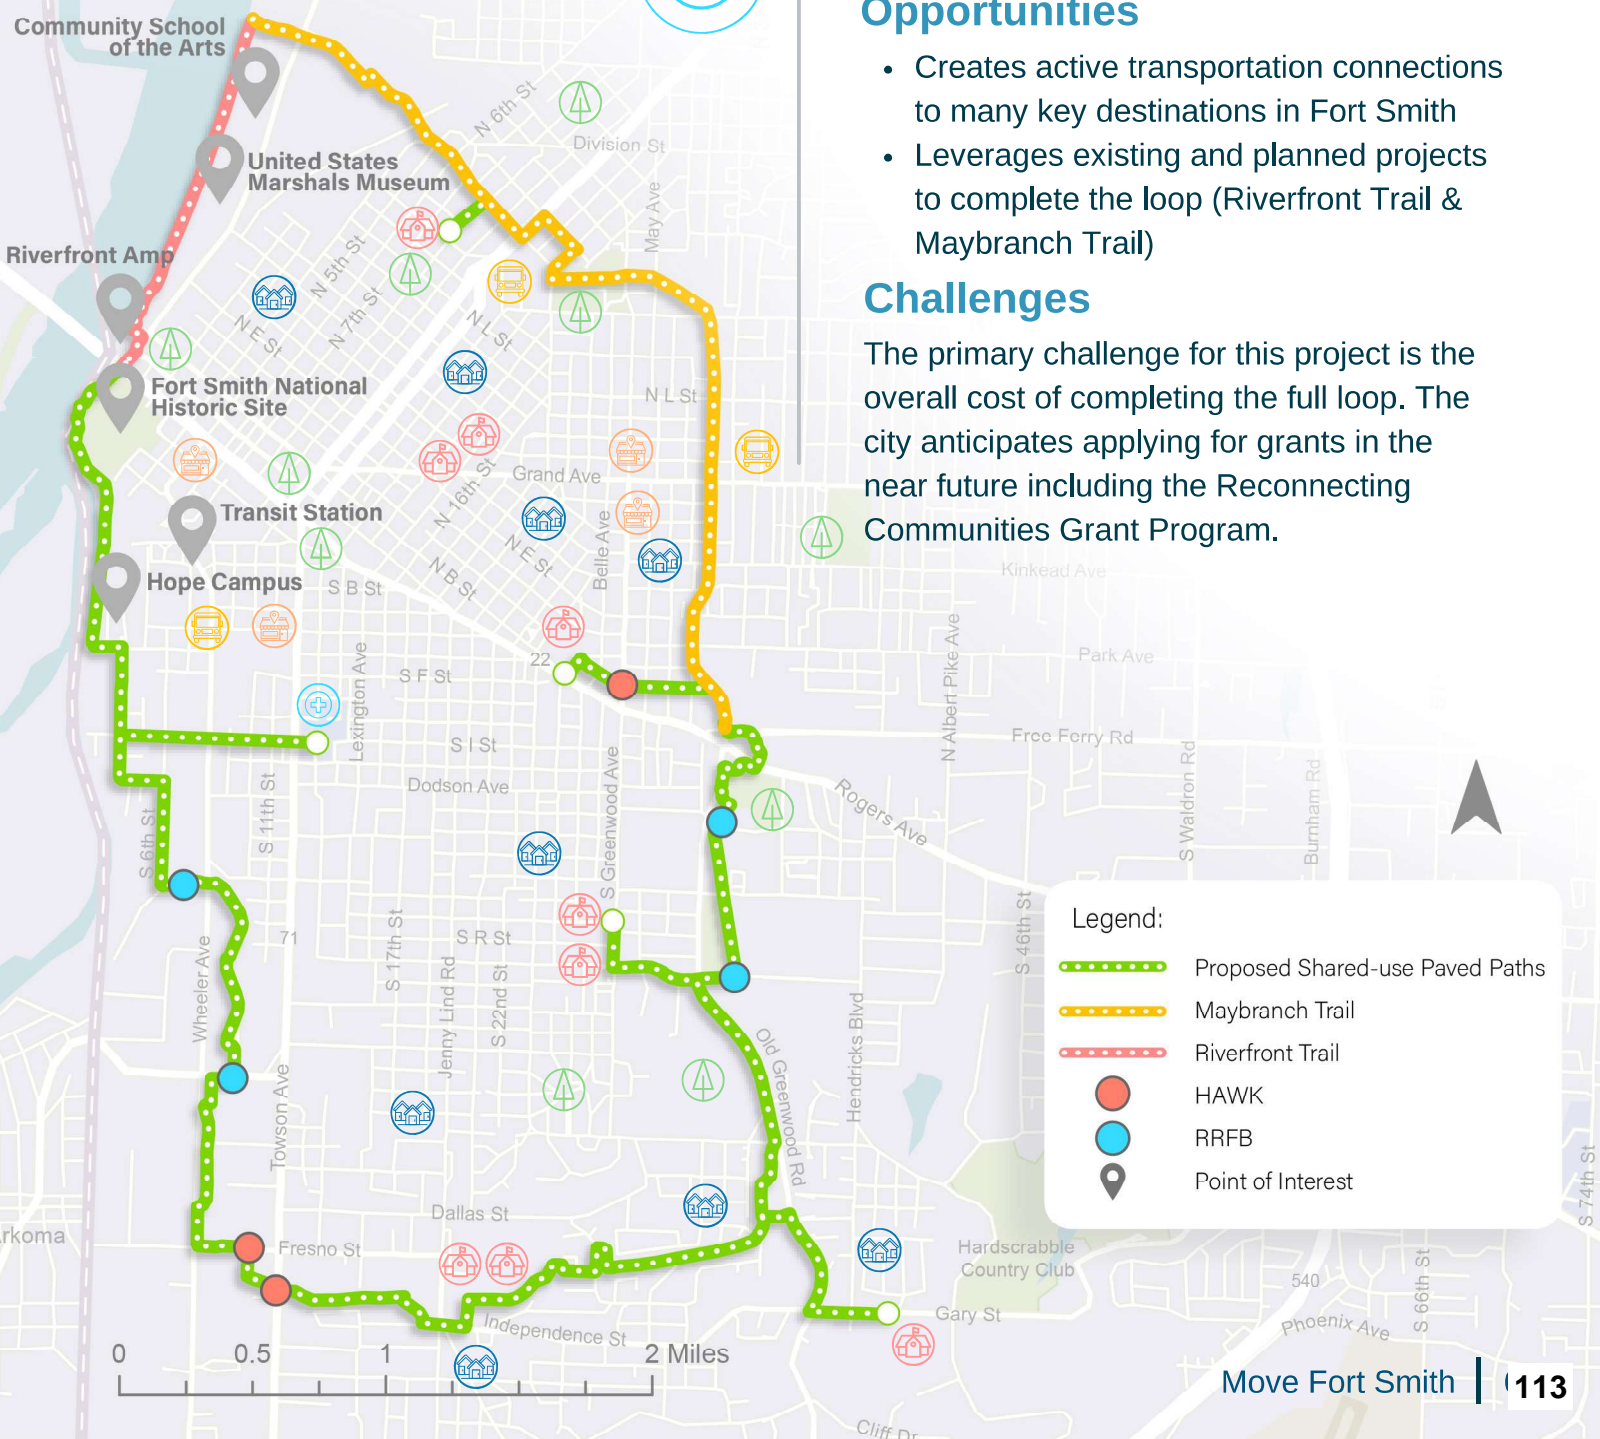 Community School
of the Arts
United States
Marshals Museum
Riverfront Amp
Fort Smith National
Historic Site
Transit Station
Hope Campus
N 6th St
Division St
May Ave
N 5th St
N 7th St
N E St
N L St
N L St
Grand Ave
N 16th St
N E St
N B St
Belle Ave
S B St
22
S F St
Lexington Ave
S I St
Dodson Ave
S 6th St
S 11th St
S Greenwood Ave
71
S 17th St
S R St
Jenny Lind Rd
S 22nd St
Wheeler Ave
Towson Ave
Old Greenwood Rd
Hendricks Blvd
Dallas St
Fresno St
Independence St
rkoma
Kinkead Ave
Park Ave
N Albert Pike Ave
Free Ferry Rd
Rogers Ave
S Waldron Rd
Burnham Rd
S 46th St
S 74th St
Hardscrabble
Country Club
Gary St
540
Phoenix Ave
S 66th St
Cliff Dr
0 0.5 1 2 Miles
Opportunities
• Creates active transportation connections
to many key destinations in Fort Smith
• Leverages existing and planned projects
to complete the loop (Riverfront Trail &
Maybranch Trail)
Challenges
The primary challenge for this project is the
overall cost of completing the full loop. The
city anticipates applying for grants in the
near future including the Reconnecting
Communities Grant Program.
Legend:
Proposed Shared-use Paved Paths
Maybranch Trail
Riverfront Trail
HAWK
RRFB
Point of Interest
Move Fort Smith
113